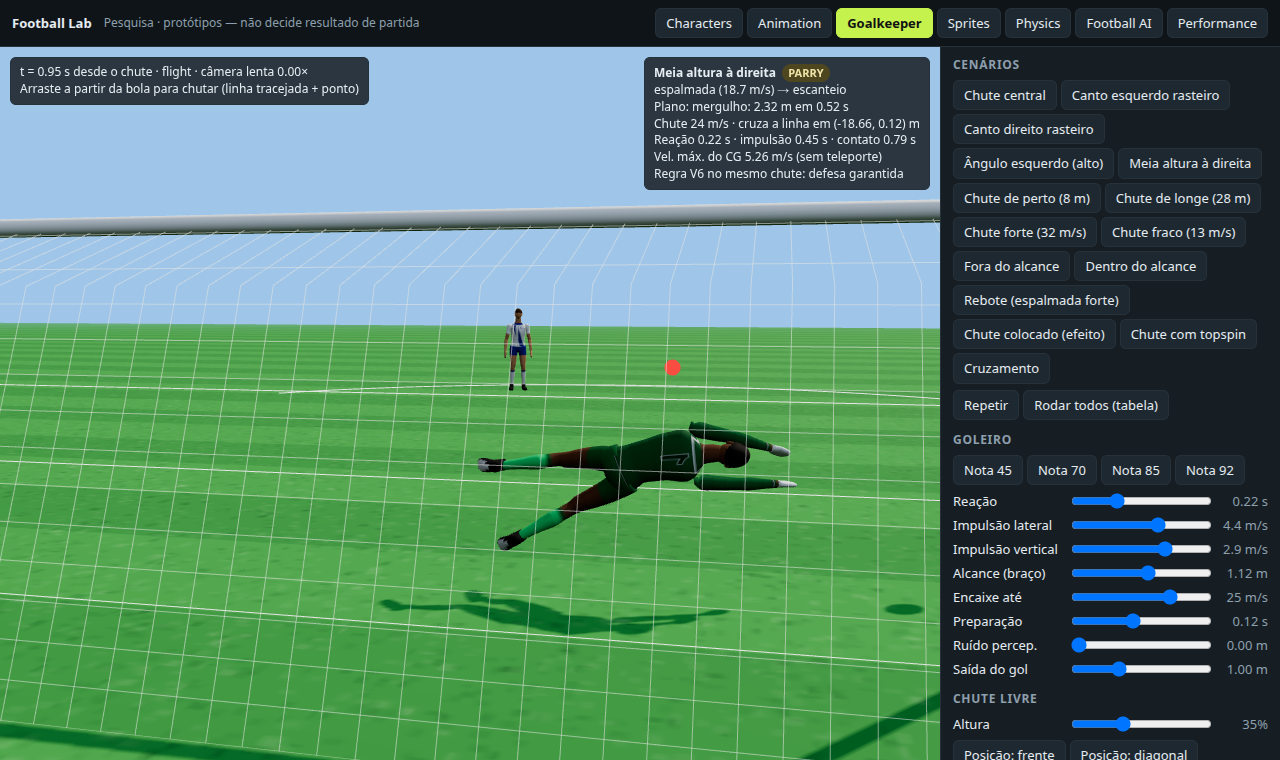 Football Lab
Pesquisa · protótipos — não decide resultado de partida
Characters
Animation
Goalkeeper
Sprites
Physics
Football AI
Performance
t = 0.95 s desde o chute · flight · câmera lenta 0.00×
Arraste a partir da bola para chutar (linha tracejada + ponto)
Meia altura à direita PARRY
espalmada (18.7 m/s) → escanteio
Plano: mergulho: 2.32 m em 0.52 s
Chute 24 m/s · cruza a linha em (-18.66, 0.12) m
Reação 0.22 s · impulsão 0.45 s · contato 0.79 s
Vel. máx. do CG 5.26 m/s (sem teleporte)
Regra V6 no mesmo chute: defesa garantida
CENÁRIOS
Chute central
Canto esquerdo rasteiro
Canto direito rasteiro
Ângulo esquerdo (alto)
Meia altura à direita
Chute de perto (8 m)
Chute de longe (28 m)
Chute forte (32 m/s)
Chute fraco (13 m/s)
Fora do alcance
Dentro do alcance
Rebote (espalmada forte)
Chute colocado (efeito)
Chute com topspin
Cruzamento
Repetir
Rodar todos (tabela)
GOLEIRO
Nota 45
Nota 70
Nota 85
Nota 92
Reação 0.22 s
Impulsão lateral 4.4 m/s
Impulsão vertical 2.9 m/s
Alcance (braço) 1.12 m
Encaixe até 25 m/s
Preparação 0.12 s
Ruído percep. 0.00 m
Saída do gol 1.00 m
CHUTE LIVRE
Altura 35%
Posição: frente
Posição: diagonal